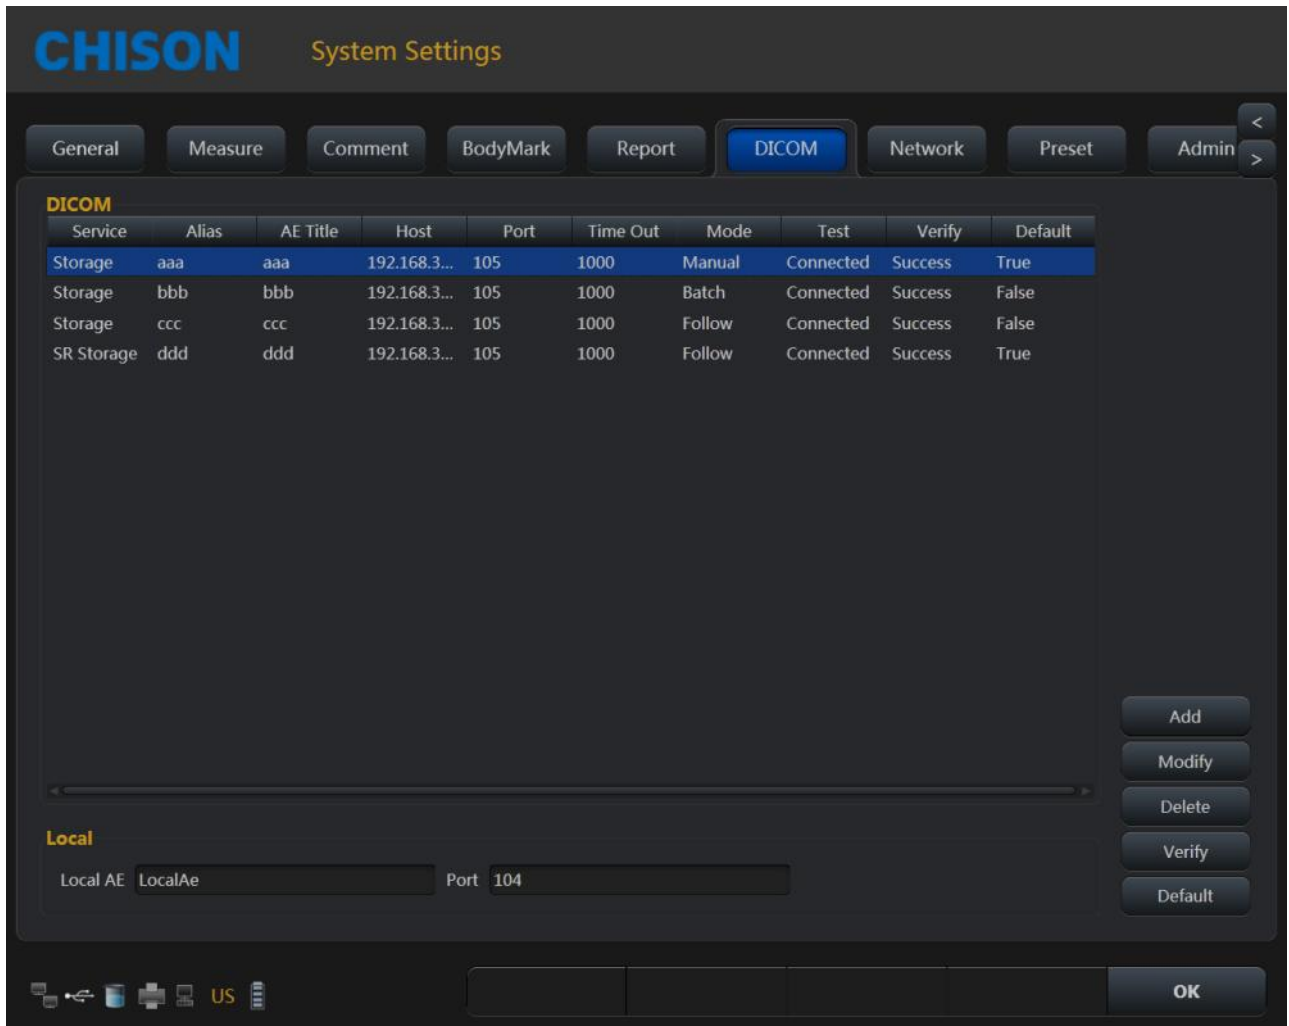 CHISON System Settings
<
General Measure Comment BodyMark Report DICOM Network Preset Admin
>
DICOM
Service Alias AE Title Host Port Time Out Mode Test Verify Default
Storage aaa aaa 192.168.3... 105 1000 Manual Connected Success True
Storage bbb bbb 192.168.3... 105 1000 Batch Connected Success False
Storage ccc ccc 192.168.3... 105 1000 Follow Connected Success False
SR Storage ddd ddd 192.168.3... 105 1000 Follow Connected Success True
Add
Modify
Delete
Verify
Default
Local
Local AE LocalAe Port 104
US
OK